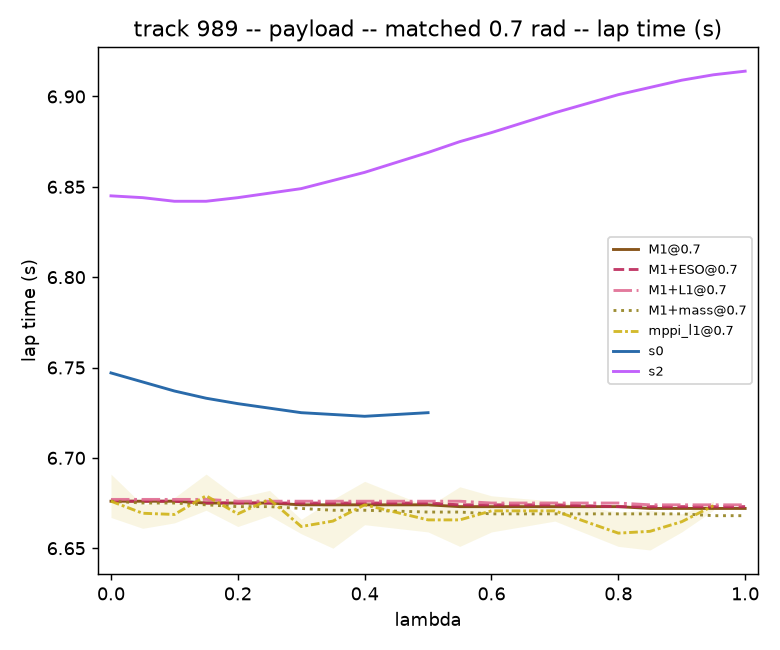 track 989 -- payload -- matched 0.7 rad -- lap time (s)
lap time (s)
6.90
6.85
6.80
6.75
6.70
6.65
M1@0.7
M1+ESO@0.7
M1+L1@0.7
M1+mass@0.7
mppi_l1@0.7
s0
s2
0.0 0.2 0.4 0.6 0.8 1.0
lambda